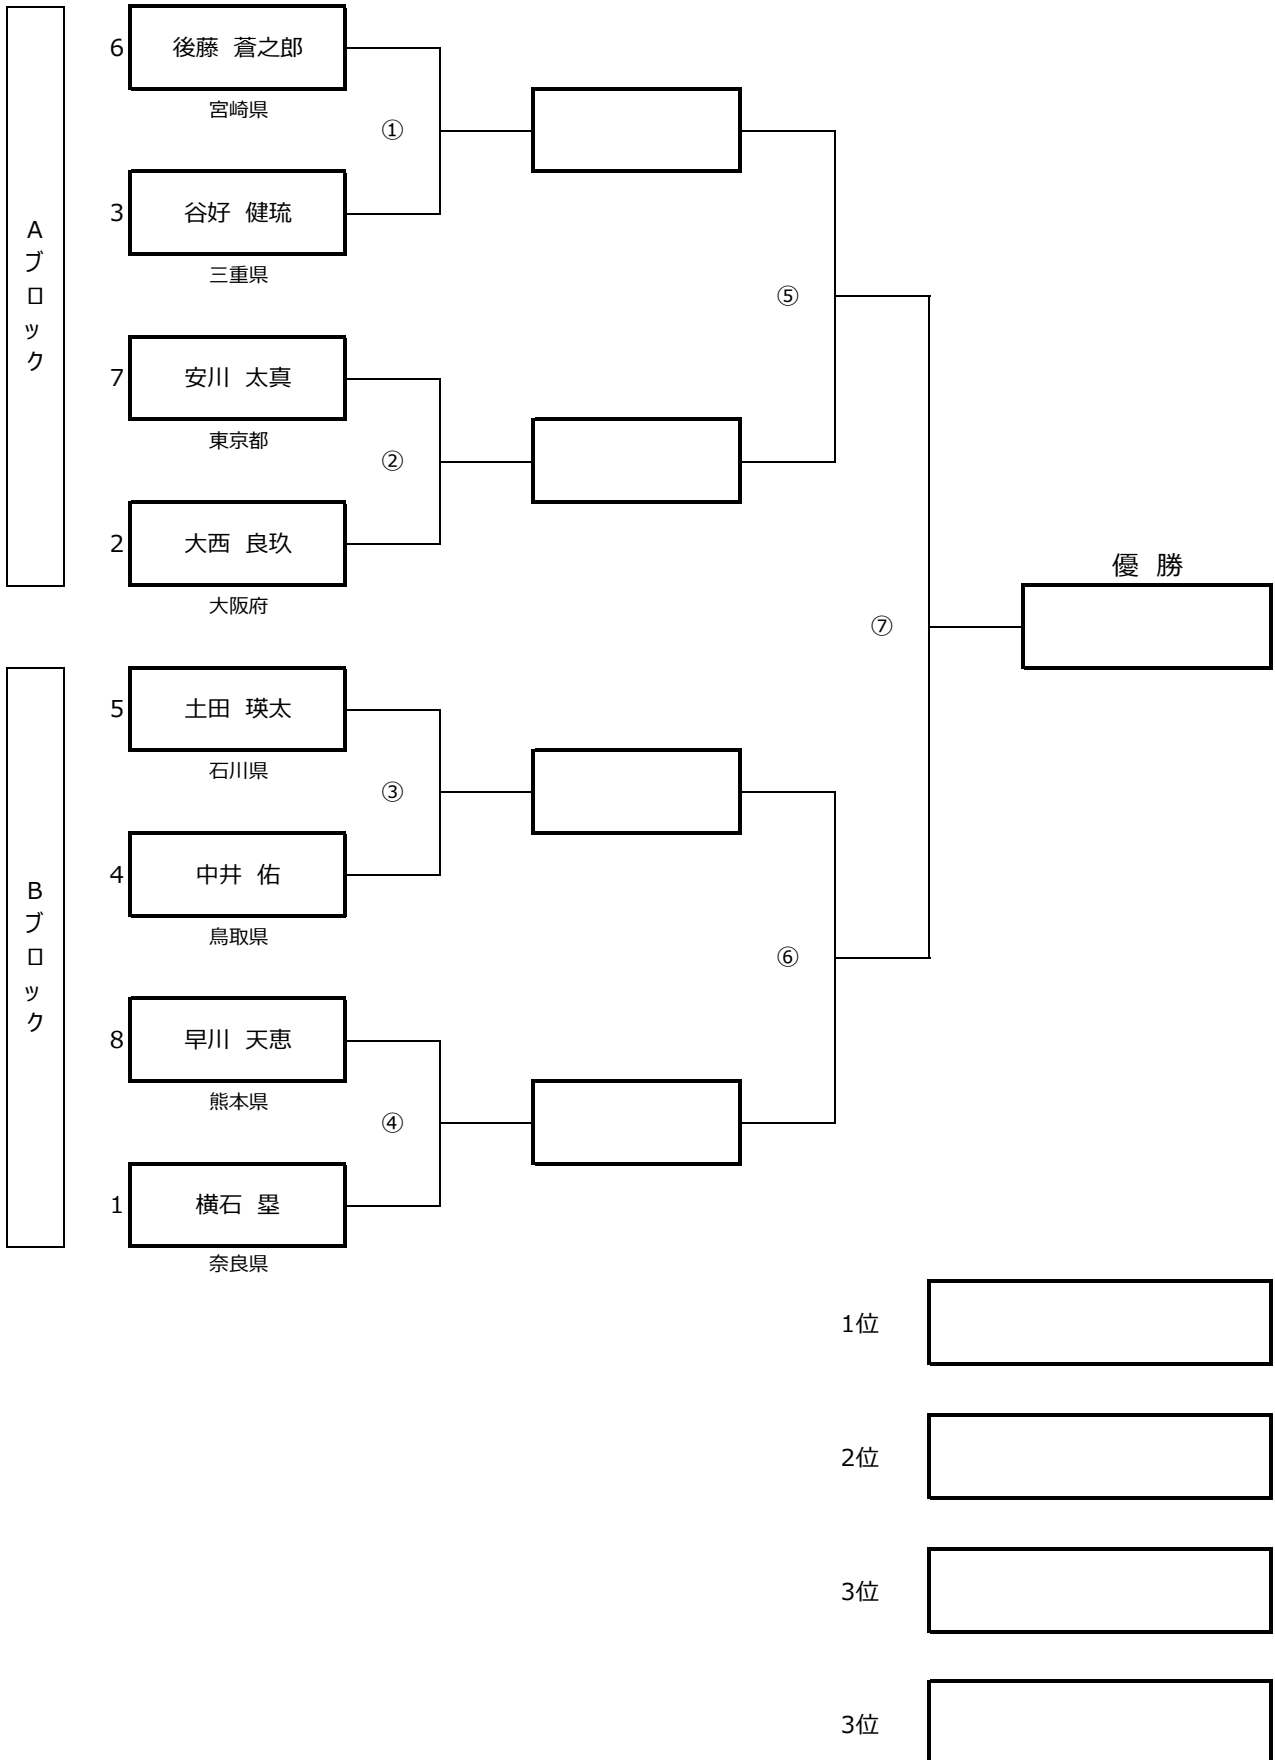 Aブロック
6
後藤 蒼之郎
宮崎県
①
3
谷好 健琉
三重県
⑤
7
安川 太真
東京都
②
2
大西 良玖
大阪府
優 勝
⑦
Bブロック
5
土田 瑛太
石川県
③
4
中井 佑
鳥取県
⑥
8
早川 天恵
熊本県
④
1
横石 塁
奈良県
1位
2位
3位
3位